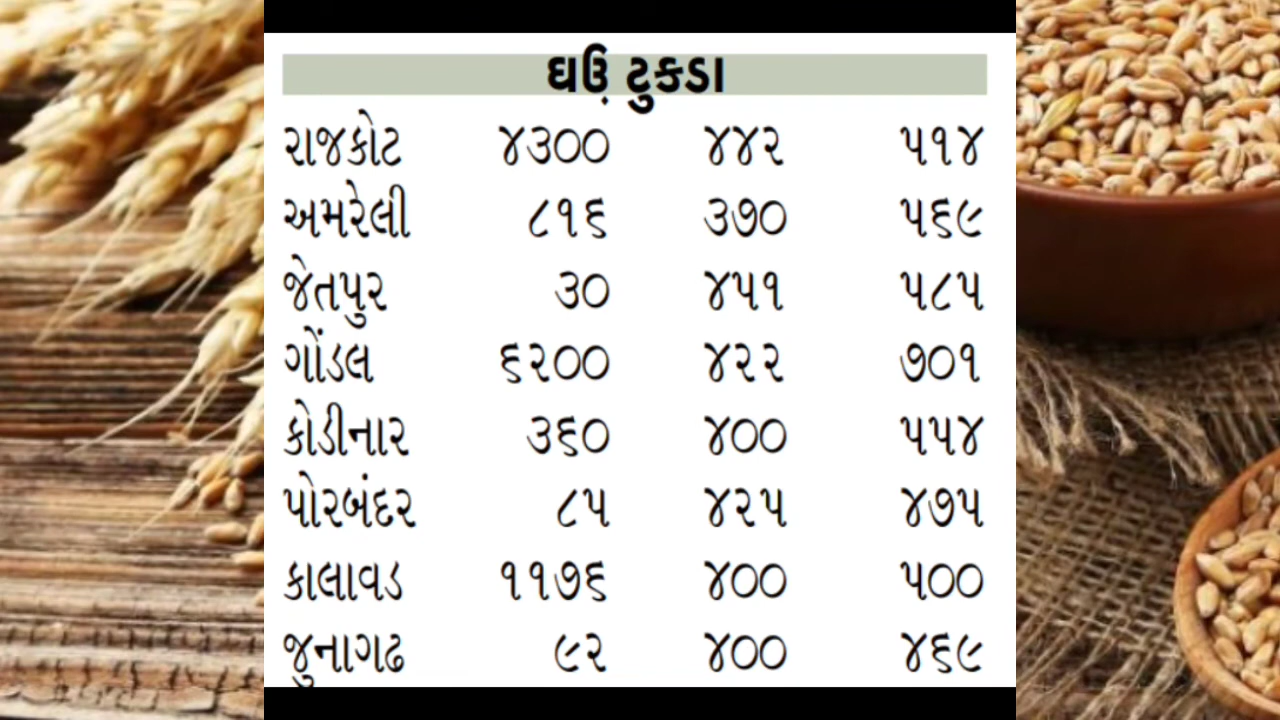 ઘઉં ટુકડા
રાજકોટ ૪૩૦૦ ૪૪૨ ૫૧૪
અમરેલી ૮૧૬ ૩૭૦ ૫૬૯
જેતપુર ૩૦ ૪૫૧ ૫૮૫
ગોંડલ ૬૨૦૦ ૪૨૨ ૭૦૧
કોડીનાર ૩૬૦ ૪૦૦ ૫૫૪
પોરબંદર ૮૫ ૪૨૫ ૪૭૫
કાલાવડ ૧૧૭૬ ૪૦૦ ૫૦૦
જુનાગઢ ૯૨ ૪૦૦ ૪૬૯